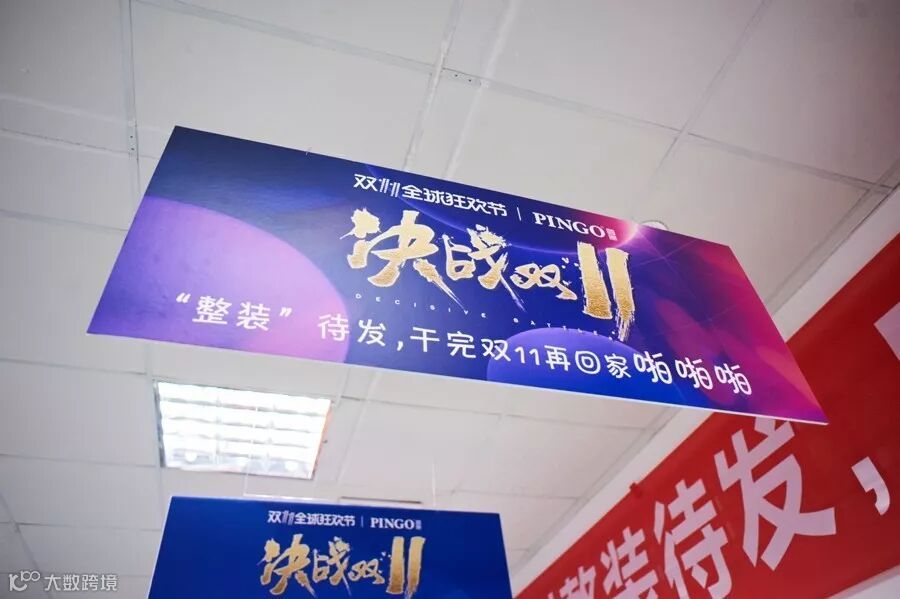 双11全球狂欢节 | PINGO
决战双11
DECISIVE BATTLE
“整装”待发,干完双11再回家啪啪啪
双11全球狂欢节 | PINGO
决战双11
整装待发,
大数跨境